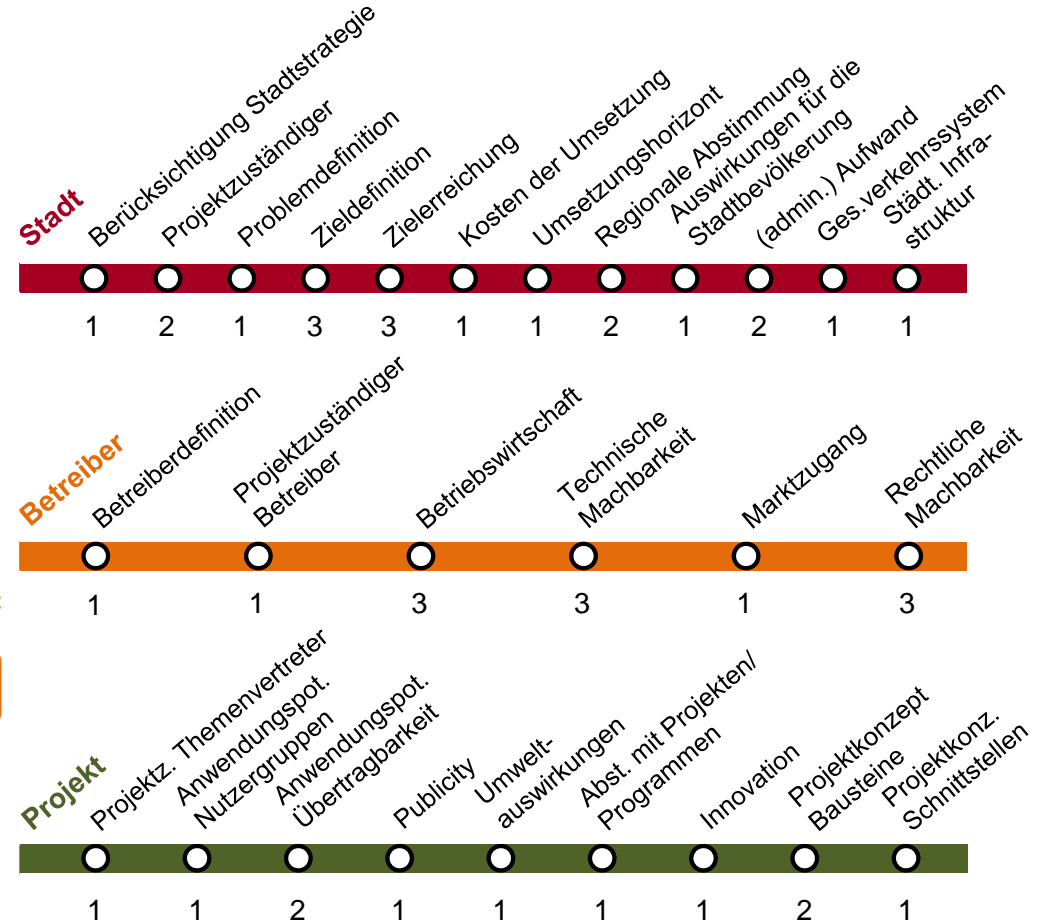 Stadt
Berücksichtigung Stadtstrategie
Projektzuständiger
Problemdefinition
Zieldefinition
Zielerreichung
Kosten der Umsetzung
Umsetzungshorizont
Regionale Abstimmung
Auswirkungen für die
Stadtbevölkerung
(admin.) Aufwand
Ges.verkehrssystem
Städt. Infra-
struktur
1 2 1 3 3 1 1 2 1 2 1 1
Betreiber
Betreiberdefinition
Projektzuständiger
Betreiber
Betriebswirtschaft
Technische
Machbarkeit
Marktzugang
Rechtliche
Machbarkeit
1 1 3 3 1 3
Projekt
Projektz. Themenvertreter
Anwendungspot.
Nutzergruppen
Anwendungspot.
Übertragbarkeit
Publicity
Umwelt-
auswirkungen
Abst. mit Projekten/
Programmen
Innovation
Projektkonzept
Bausteine
Projektkonz.
Schnittstellen
1 1 2 1 1 1 1 2 1